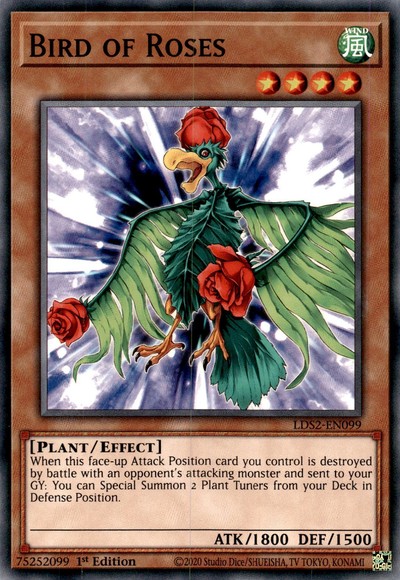 Bird of Roses
WIND
風
LDS2-EN099
[Plant/Effect]
When this face-up Attack Position card you control is destroyed
by battle with an opponent's attacking monster and sent to your
GY: You can Special Summon 2 Plant Tuners from your Deck in
Defense Position.
ATK/1800 DEF/1500
75252099 1st Edition ©2020 Studio Dice/SHUEISHA, TV TOKYO, KONAMI